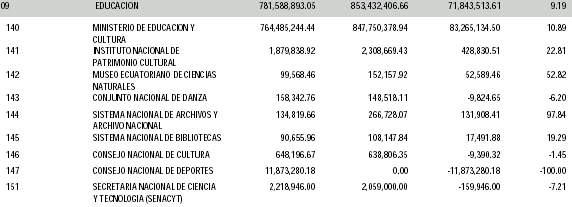 09 EDUCACION 781,588,893.05 853,432,406.66 71,843,513.61 9.19
140 MINISTERIO DE EDUCACION Y 764,485,244.44 847,750,378.94 83,265,134.50 10.89
CULTURA
141 INSTITUTO NACIONAL DE 1,879,838.92 2,308,669.43 428,830.51 22.81
PATRIMONIO CULTURAL
142 MUSEO ECUATORIANO DE CIENCIAS 99,568.46 152,157.92 52,589.46 52.82
NATURALES
143 CONJUNTO NACIONAL DE DANZA 158,342.76 148,518.11 -9,824.65 -6.20
144 SISTEMA NACIONAL DE ARCHIVOS Y 134,819.66 266,728.07 131,908.41 97.84
ARCHIVO NACIONAL
145 SISTEMA NACIONAL DE BIBLIOTECAS 90,655.96 108,147.84 17,491.88 19.29
146 CONSEJO NACIONAL DE CULTURA 648,196.67 638,806.35 -9,390.32 -1.45
147 CONSEJO NACIONAL DE DEPORTES 11,873,280.18 0.00 -11,873,280.18 -100.00
151 SECRETARIA NACIONAL DE CIENCIA 2,218,946.00 2,059,000.00 -159,946.00 -7.21
Y TECNOLOGIA (SENACYT)